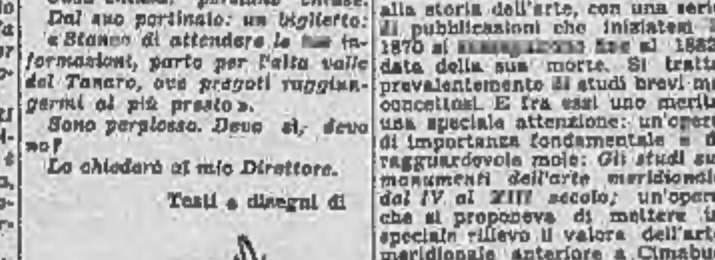 Dal suo portinaio: un biglietto:
« Stanco di attendere le tue in-
formazioni, parto per l'alta valle
del Tanaro, ove pregoti raggiun-
germi al più presto ».
Sono perplesso. Devo sì, devo
no?
Lo chiederò al mio Direttore.
Testi e disegni di
alla storia dell'arte, con una serie
di pubblicazioni che iniziatesi
1870 si al 1882
data della sua morte. Si tratta
prevalentemente di studi brevi ma
concettosi. E fra essi uno merita
una speciale attenzione: un'opera
di importanza fondamentale e di
ragguardevole mole: Gli studi sui
monumenti dell'arte meridionale
dal IV al XIII secolo; un'opera
che si proponeva di mettere in
speciale rilievo il valore dell'arte
meridionale anteriore a Cimabue